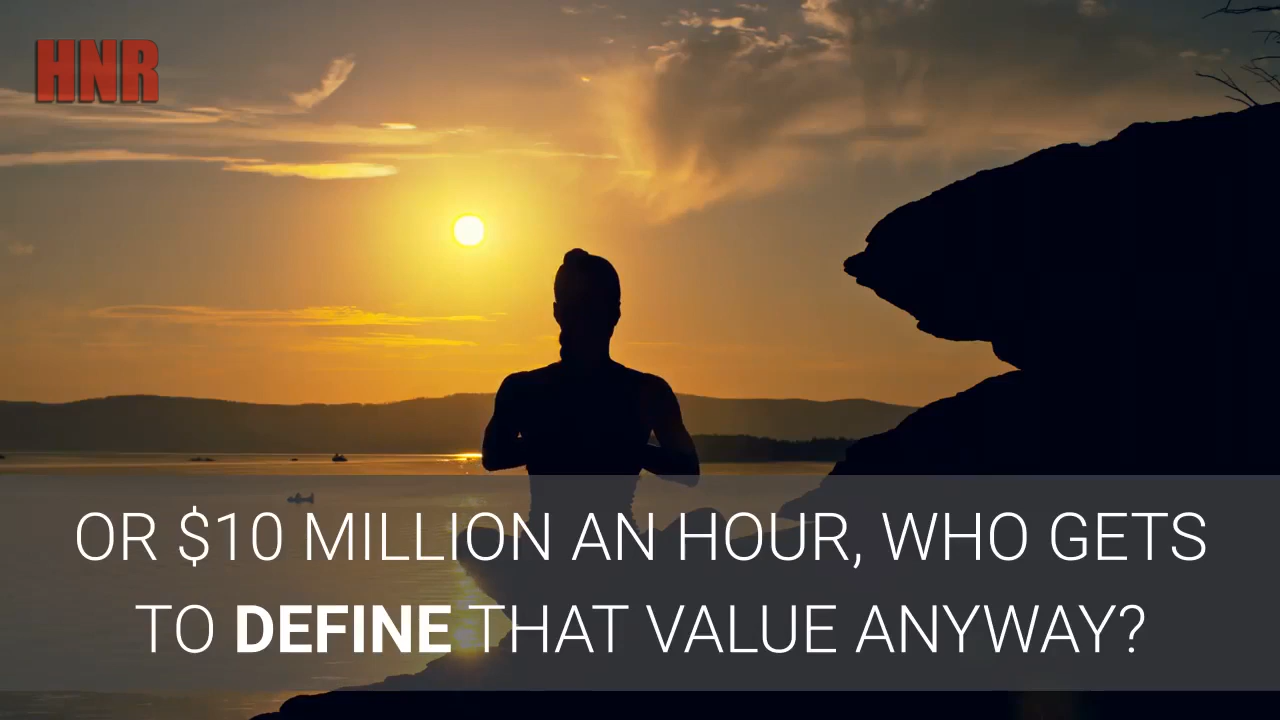 HNR
OR $10 MILLION AN HOUR, WHO GETS
TO DEFINE THAT VALUE ANYWAY?